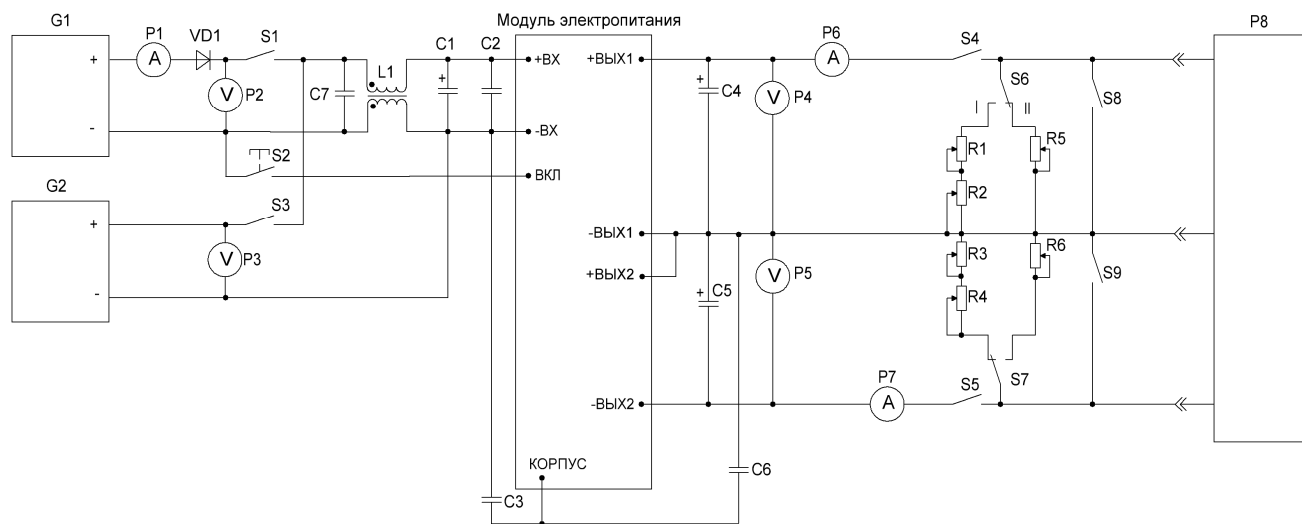 G1
P1
A
VD1
S1
+
-
V
P2
C7
L1
C1
+
C2
S2
G2
+
-
S3
V
P3
C3
Модуль электропитания
+ВХ
-ВХ
ВКЛ
+ВЫХ1
-ВЫХ1
+ВЫХ2
-ВЫХ2
КОРПУС
+
C4
V
P4
P6
A
S4
S6
I
II
S8
R1
R5
R2
+
C5
V
P5
R3
R6
R4
S9
P7
A
S5
S7
C6
P8